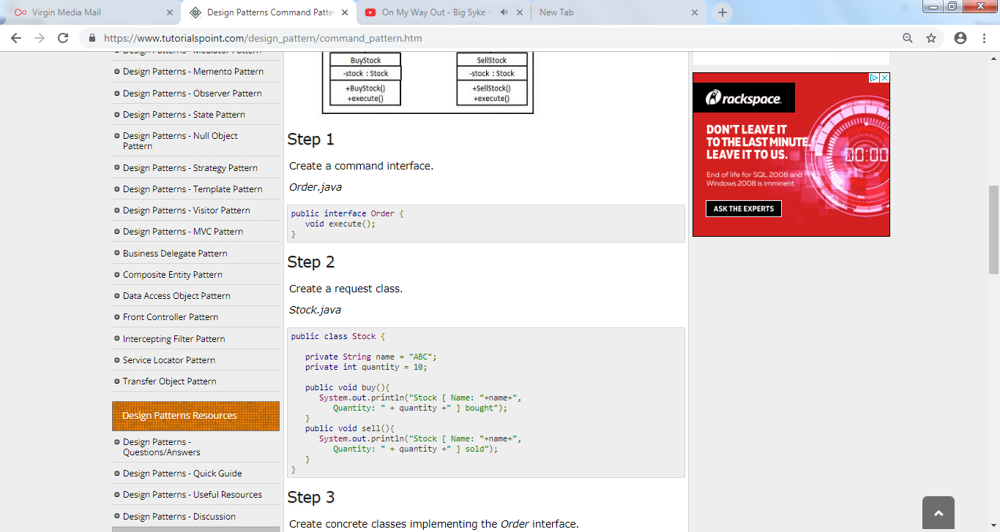 Virgin Media Mail
Design Patterns Command Patter
On My Way Out - Big Syke -
New Tab
https://www.tutorialspoint.com/design_pattern/command_pattern.htm
Design Patterns - Mediator Pattern
Design Patterns - Memento Pattern
Design Patterns - Observer Pattern
Design Patterns - State Pattern
Design Patterns - Null Object
Pattern
Design Patterns - Strategy Pattern
Design Patterns - Template Pattern
Design Patterns - Visitor Pattern
Design Patterns - MVC Pattern
Business Delegate Pattern
Composite Entity Pattern
Data Access Object Pattern
Front Controller Pattern
Intercepting Filter Pattern
Service Locator Pattern
Transfer Object Pattern
Design Patterns Resources
Design Patterns -
Questions/Answers
Design Patterns - Quick Guide
Design Patterns - Useful Resources
Design Patterns - Discussion
BuyStock
-stock : Stock
+BuyStock()
+execute()
SellStock
-stock : Stock
+SellStock()
+execute()
Step 1
Create a command interface.
Order.java
public interface Order {
void execute();
}
Step 2
Create a request class.
Stock.java
public class Stock {
private String name = "ABC";
private int quantity = 10;
public void buy(){
System.out.println("Stock [ Name: "+name+",
Quantity: " + quantity +" ] bought");
}
public void sell(){
System.out.println("Stock [ Name: "+name+",
Quantity: " + quantity +" ] sold");
}
}
Step 3
Create concrete classes implementing the Order interface.
rackspace.
DON'T LEAVE IT
TO THE LAST MINUTE.
LEAVE IT TO US.
End of life for SQL 2008 and
Windows 2008 is imminent.
ASK THE EXPERTS
00:00